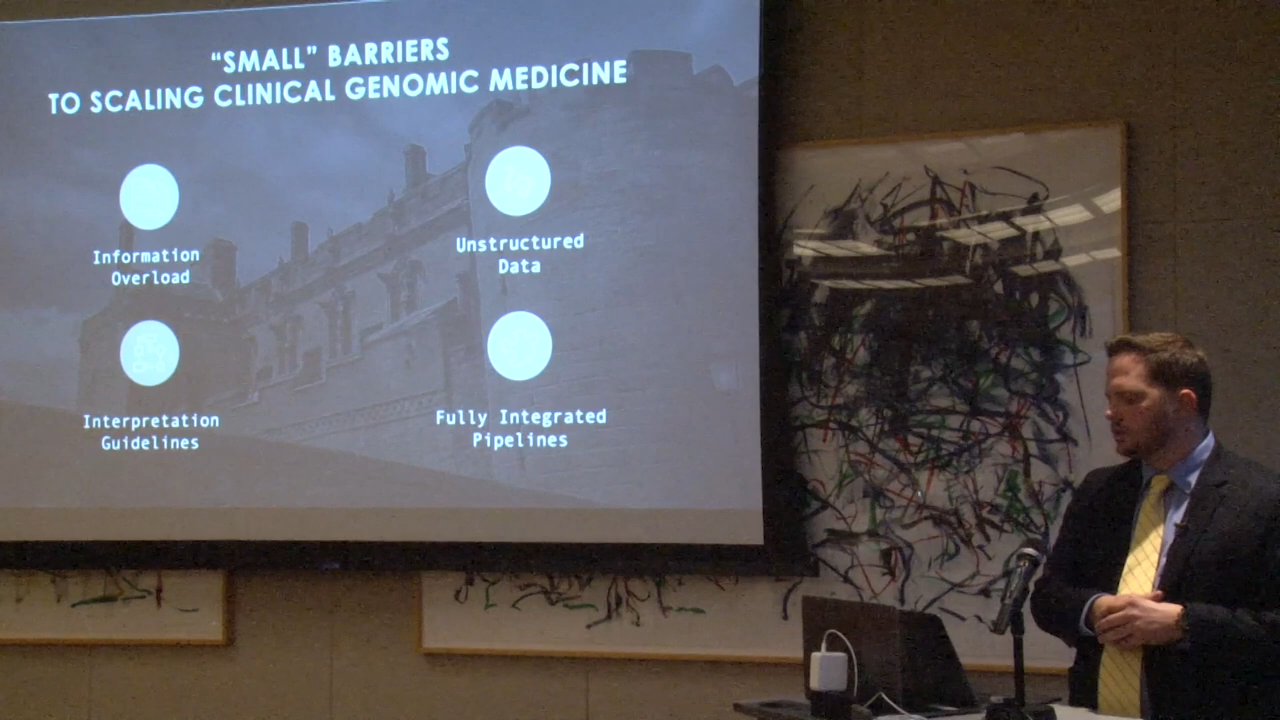 “SMALL” BARRIERS
TO SCALING CLINICAL GENOMIC MEDICINE
Information
Overload
Unstructured
Data
Interpretation
Guidelines
Fully Integrated
Pipelines